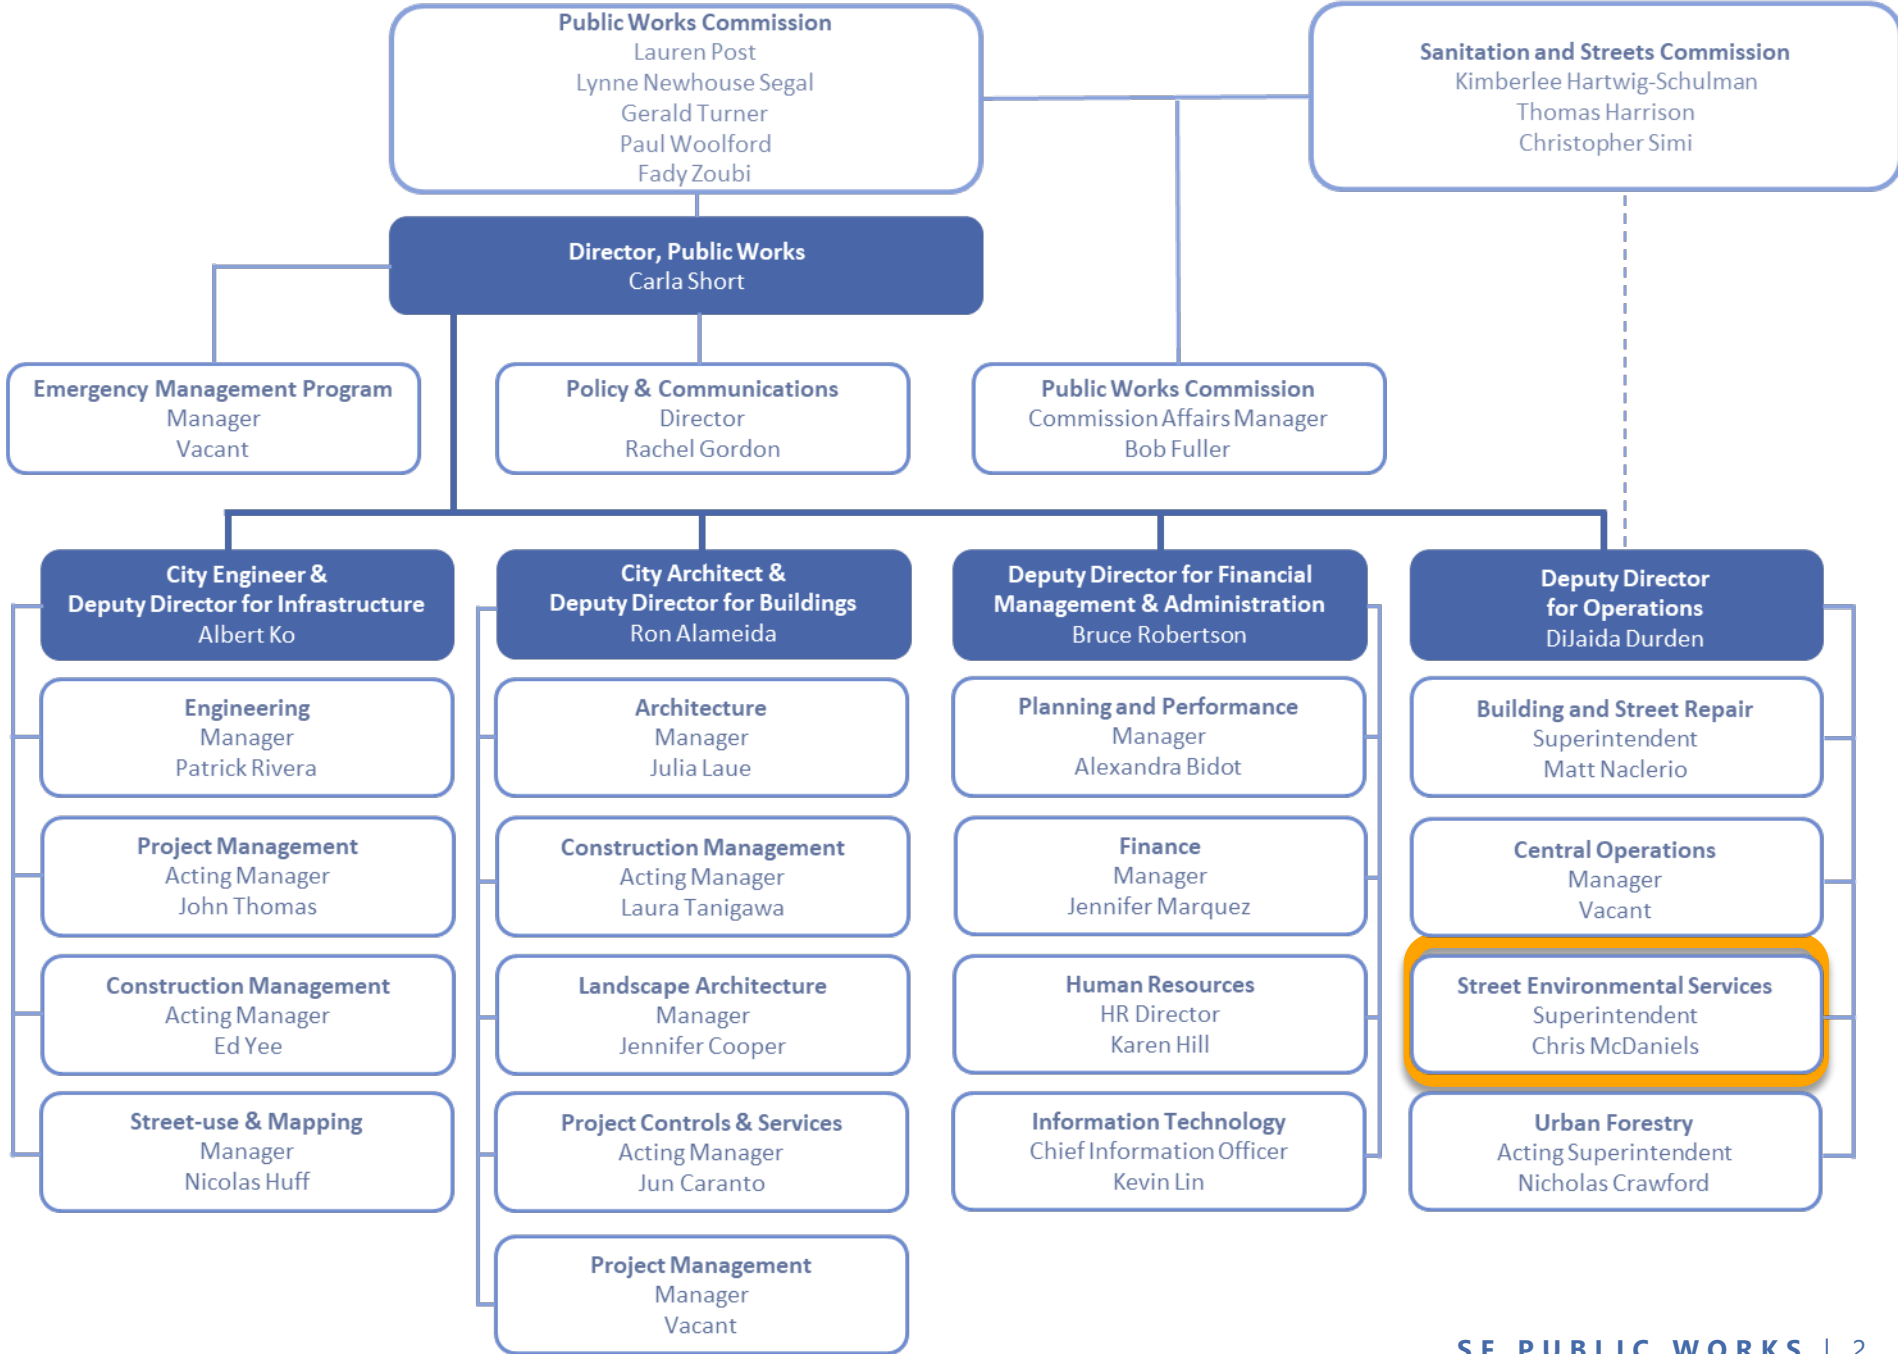 Public Works Commission
Lauren Post
Lynne Newhouse Segal
Gerald Turner
Paul Woolford
Fady Zoubi
Sanitation and Streets Commission
Kimberlee Hartwig-Schulman
Thomas Harrison
Christopher Simi
Director, Public Works
Carla Short
Emergency Management Program
Manager
Vacant
Policy & Communications
Director
Rachel Gordon
Public Works Commission
Commission Affairs Manager
Bob Fuller
City Engineer &
Deputy Director for Infrastructure
Albert Ko
Engineering
Manager
Patrick Rivera
Project Management
Acting Manager
John Thomas
Construction Management
Acting Manager
Ed Yee
Street-use & Mapping
Manager
Nicolas Huff
City Architect &
Deputy Director for Buildings
Ron Alameida
Architecture
Manager
Julia Laue
Construction Management
Acting Manager
Laura Tanigawa
Landscape Architecture
Manager
Jennifer Cooper
Project Controls & Services
Acting Manager
Jun Caranto
Project Management
Manager
Vacant
Deputy Director for Financial
Management & Administration
Bruce Robertson
Planning and Performance
Manager
Alexandra Bidot
Finance
Manager
Jennifer Marquez
Human Resources
HR Director
Karen Hill
Information Technology
Chief Information Officer
Kevin Lin
Deputy Director
for Operations
DiJaida Durden
Building and Street Repair
Superintendent
Matt Naclerio
Central Operations
Manager
Vacant
Street Environmental Services
Superintendent
Chris McDaniels
Urban Forestry
Acting Superintendent
Nicholas Crawford
SF PUBLIC WORKS | 2